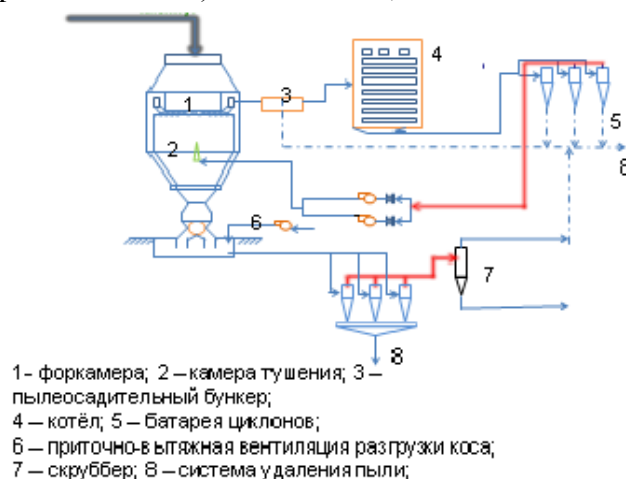 4
1
3
2
5
8
6
7
8
1- форкамера; 2 – камера тушения; 3 –
пылеосадительный бункер;
4 – котёл; 5 – батарея циклонов;
6 – приточно-вытяжная вентиляция разгрузки коса;
7 – скруббер; 8 – система удаления пыли;